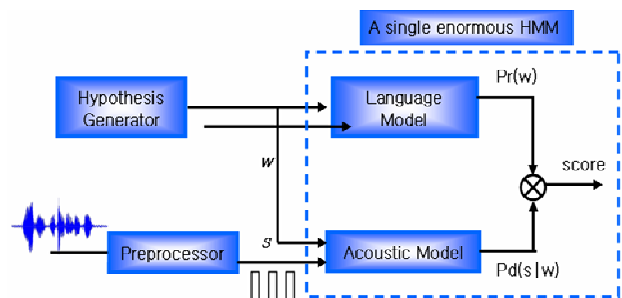 A single enormous HMM
Pr(w)
Hypothesis
Generator
Language
Model
w
score
s
Preprocessor
Acoustic Model
Pd(s|w)